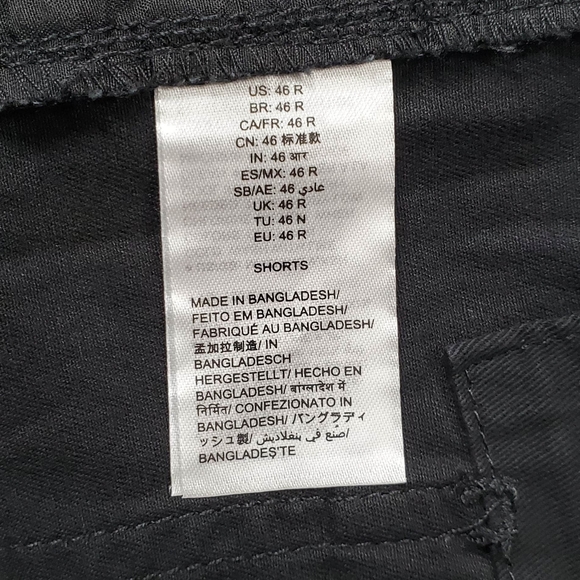 US: 46 R
BR: 46 R
CA/FR: 46 R
CN: 46 标准款
IN: 46 आर
ES/MX: 46 R
SB/AE: 46 عادي
UK: 46 R
TU: 46 N
EU: 46 R
SHORTS
MADE IN BANGLADESH/
FEITO EM BANGLADESH/
FABRIQUÉ AU BANGLADESH/
孟加拉制造/ IN
BANGLADESCH
HERGESTELLT/ HECHO EN
BANGLADESH/ बांग्लादेश में
निर्मित/ CONFEZIONATO IN
BANGLADESH/ バングラディ
ッシュ製/ صنع في بنغلاديش/
BANGLADEŞ'TE